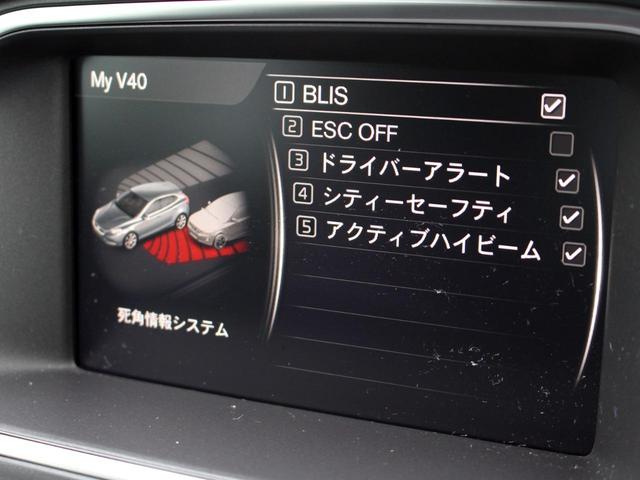 My V40
1 BLIS
2 ESC OFF
3 ドライバーアラート
4 シティーセーフティ
5 アクティブハイビーム
死角情報システム